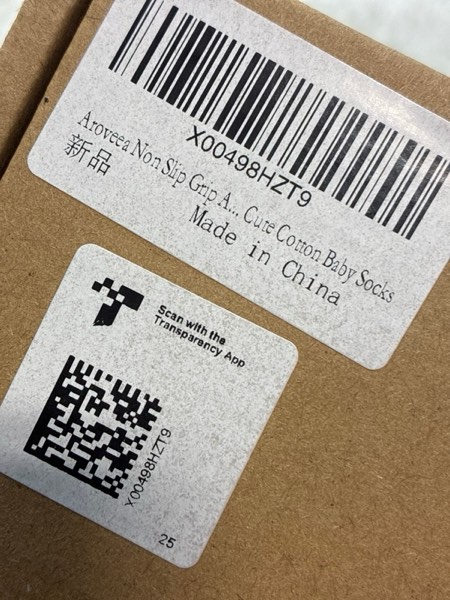 X00498HZT9
Aroveea Non Slip Grip A... Cute Cotton Baby Socks
新品
Made in China
Scan with the
Transparency App
X00498HZT9
25